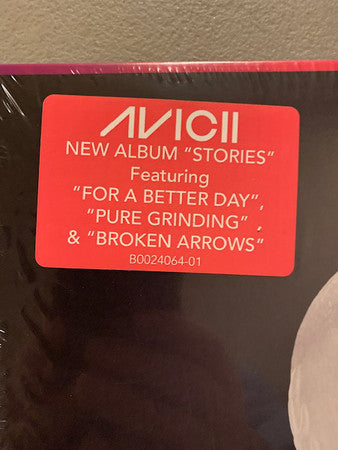 AVICII
NEW ALBUM “STORIES”
Featuring
“FOR A BETTER DAY”,
“PURE GRINDING” ,
& “BROKEN ARROWS”
B0024064-01